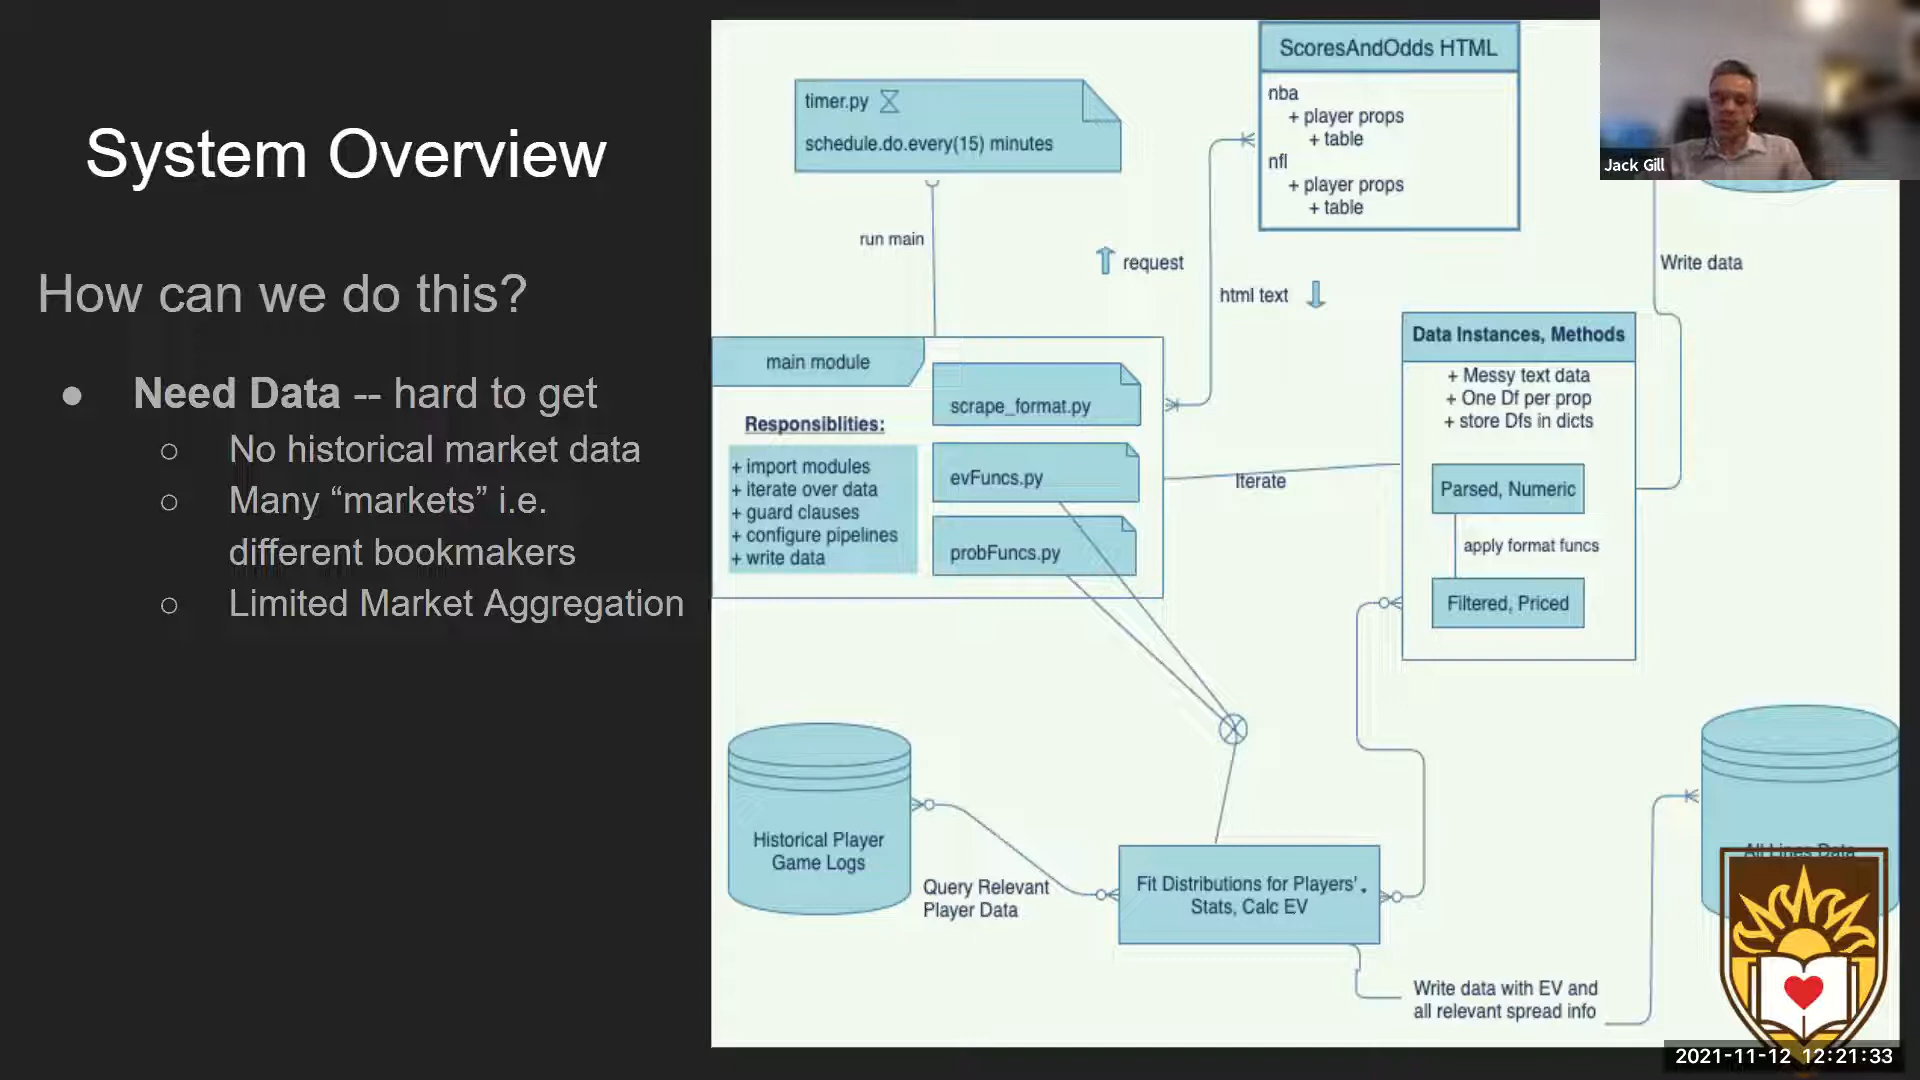 System Overview
How can we do this?
● Need Data -- hard to get
○ No historical market data
○ Many “markets” i.e.
different bookmakers
○ Limited Market Aggregation
timer.py
schedule.do.every(15) minutes
run main
ScoresAndOdds HTML
nba
+ player props
+ table
nfl
+ player props
+ table
request
html text
Write data
main module
Responsiblities:
+ import modules
+ iterate over data
+ guard clauses
+ configure pipelines
+ write data
scrape_format.py
evFuncs.py
probFuncs.py
Iterate
Data Instances, Methods
+ Messy text data
+ One Df per prop
+ store Dfs in dicts
Parsed, Numeric
apply format funcs
Filtered, Priced
Historical Player
Game Logs
Query Relevant
Player Data
Fit Distributions for Players'
Stats, Calc EV
Write data with EV and
all relevant spread info
All Lines Data
Jack Gill
2021-11-12 12:21:33